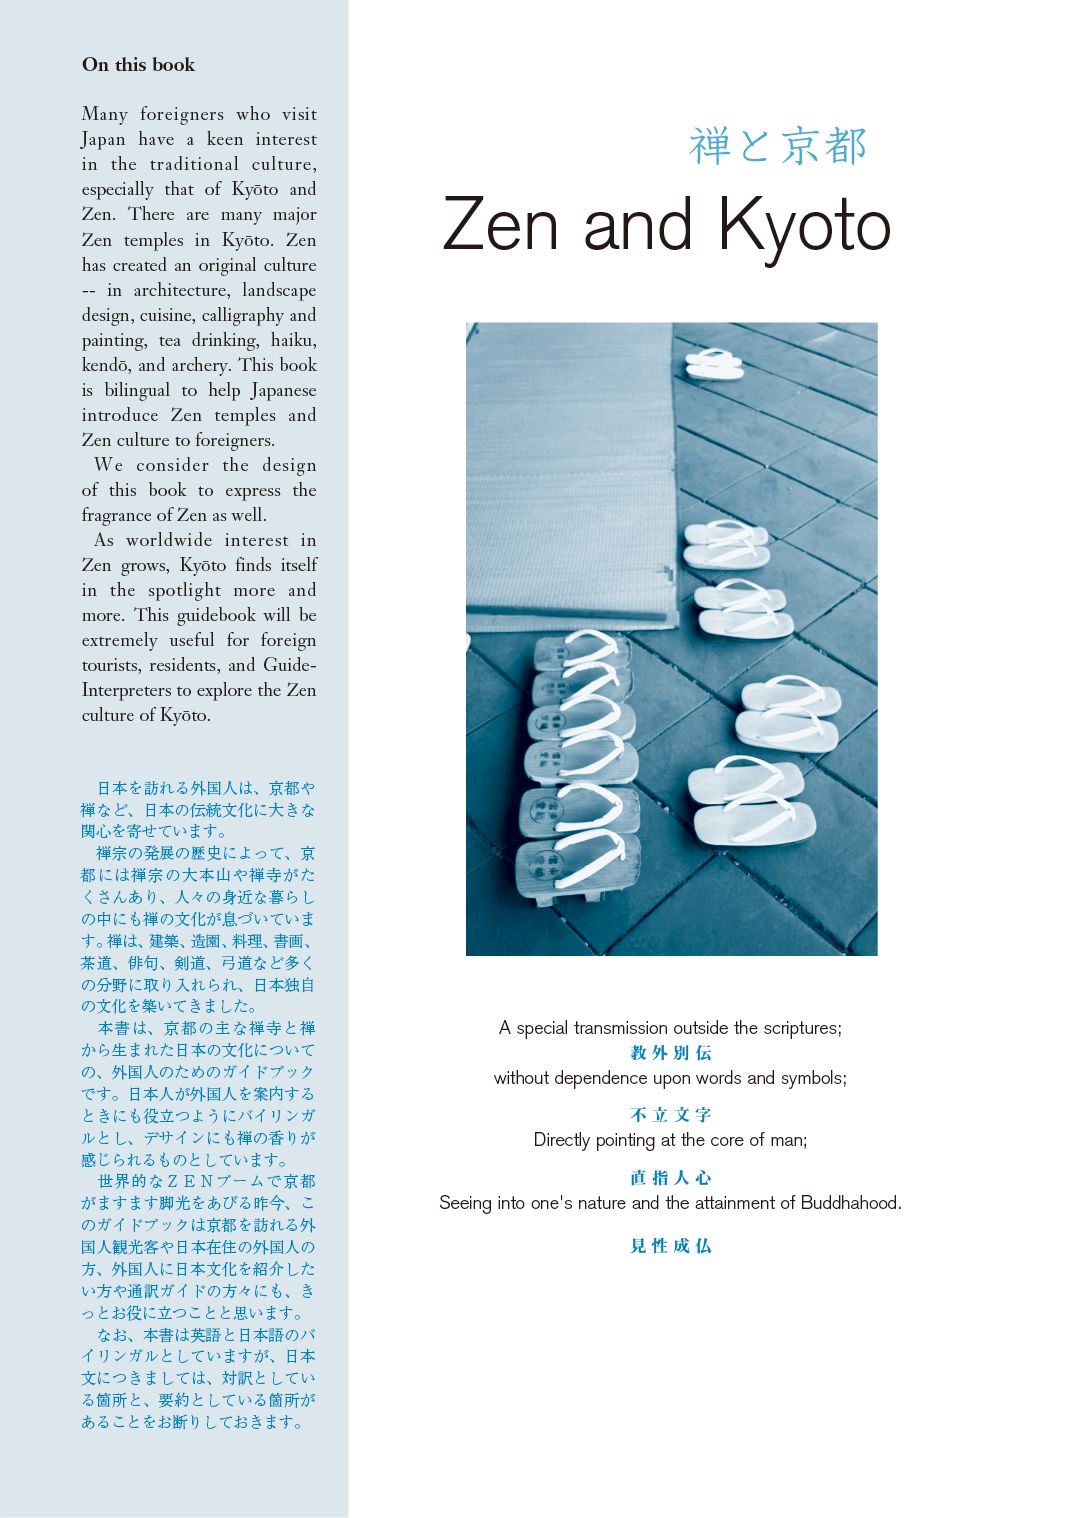 On this book
Many foreigners who visit
Japan have a keen interest
in the traditional culture,
especially that of Kyōto and
Zen. There are many major
Zen temples in Kyōto. Zen
has created an original culture
-- in architecture, landscape
design, cuisine, calligraphy and
painting, tea drinking, haiku,
kendō, and archery. This book
is bilingual to help Japanese
introduce Zen temples and
Zen culture to foreigners.
We consider the design
of this book to express the
fragrance of Zen as well.
As worldwide interest in
Zen grows, Kyōto finds itself
in the spotlight more and
more. This guidebook will be
extremely useful for foreign
tourists, residents, and Guide-
Interpreters to explore the Zen
culture of Kyōto.
日本を訪れる外国人は、京都や
禅など、日本の伝統文化に大きな
関心を寄せています。
禅宗の発展の歴史によって、京
都には禅宗の大本山や禅寺がた
くさんあり、人々の身近な暮らし
の中にも禅の文化が息づいていま
す。禅は、建築、造園、料理、書画、
茶道、俳句、剣道、弓道など多く
の分野に取り入れられ、日本独自
の文化を築いてきました。
本書は、京都の主な禅寺と禅
から生まれた日本の文化について
の、外国人のためのガイドブック
です。日本人が外国人を案内する
ときにも役立つようにバイリンガ
ルとし、デザインにも禅の香りが
感じられるものとしています。
世界的なＺＥＮブームで京都
がますます脚光をあびる昨今、こ
のガイドブックは京都を訪れる外
国人観光客や日本在住の外国人の
方、外国人に日本文化を紹介した
い方や通訳ガイドの方々にも、き
っとお役に立つことと思います。
なお、本書は英語と日本語のバ
イリンガルとしていますが、日本
文につきましては、対訳としてい
る箇所と、要約としている箇所が
あることをお断りしておきます。
禅と京都
Zen and Kyoto
A special transmission outside the scriptures;
教外別伝
without dependence upon words and symbols;
不立文字
Directly pointing at the core of man;
直指人心
Seeing into one's nature and the attainment of Buddhahood.
見性成仏